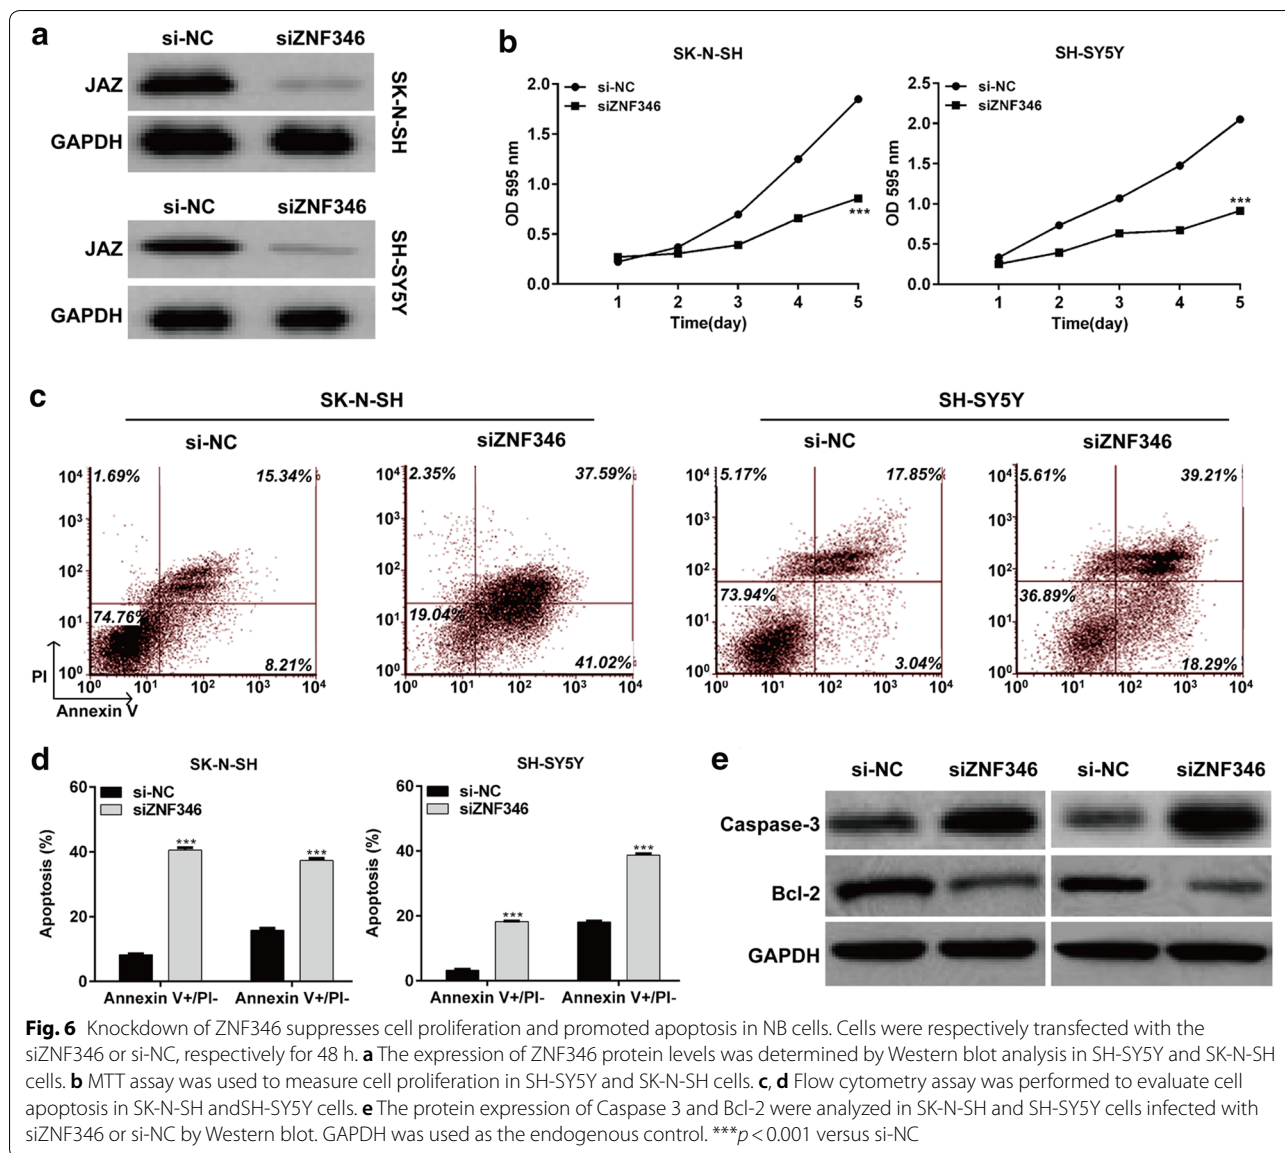 a
si-NC siZNF346
JAZ
GAPDH
SK-N-SH
si-NC siZNF346
JAZ
GAPDH
SH-SY5Y
b
SK-N-SH
si-NC
siZNF346
OD 595 nm
2.0
1.5
1.0
0.5
0.0
***
1 2 3 4 5
Time(day)
SH-SY5Y
si-NC
siZNF346
OD 595 nm
2.5
2.0
1.5
1.0
0.5
0.0
***
1 2 3 4 5
Time(day)
c
SK-N-SH
SH-SY5Y
si-NC
siZNF346
si-NC
siZNF346
10⁴
10³
10²
10¹
10⁰
1.69% 15.34%
74.76%
8.21%
10⁰ 10¹ 10² 10³ 10⁴
PI
Annexin V
10⁴
10³
10²
10¹
10⁰
2.35% 37.59%
19.04%
41.02%
10⁰ 10¹ 10² 10³ 10⁴
10⁴
10³
10²
10¹
10⁰
5.17% 17.85%
73.94%
3.04%
10⁰ 10¹ 10² 10³ 10⁴
10⁴
10³
10²
10¹
10⁰
5.61% 39.21%
36.89%
18.29%
10⁰ 10¹ 10² 10³ 10⁴
d
SK-N-SH
si-NC
siZNF346
Apoptosis (%)
60
40
20
0
***
***
Annexin V+/PI- Annexin V+/PI-
SH-SY5Y
si-NC
siZNF346
Apoptosis (%)
60
40
20
0
***
***
Annexin V+/PI- Annexin V+/PI-
e
si-NC siZNF346 si-NC siZNF346
Caspase-3
Bcl-2
GAPDH
Fig. 6 Knockdown of ZNF346 suppresses cell proliferation and promoted apoptosis in NB cells. Cells were respectively transfected with the
siZNF346 or si-NC, respectively for 48 h. a The expression of ZNF346 protein levels was determined by Western blot analysis in SH-SY5Y and SK-N-SH
cells. b MTT assay was used to measure cell proliferation in SH-SY5Y and SK-N-SH cells. c, d Flow cytometry assay was performed to evaluate cell
apoptosis in SK-N-SH andSH-SY5Y cells. e The protein expression of Caspase 3 and Bcl-2 were analyzed in SK-N-SH and SH-SY5Y cells infected with
siZNF346 or si-NC by Western blot. GAPDH was used as the endogenous control. ***p < 0.001 versus si-NC